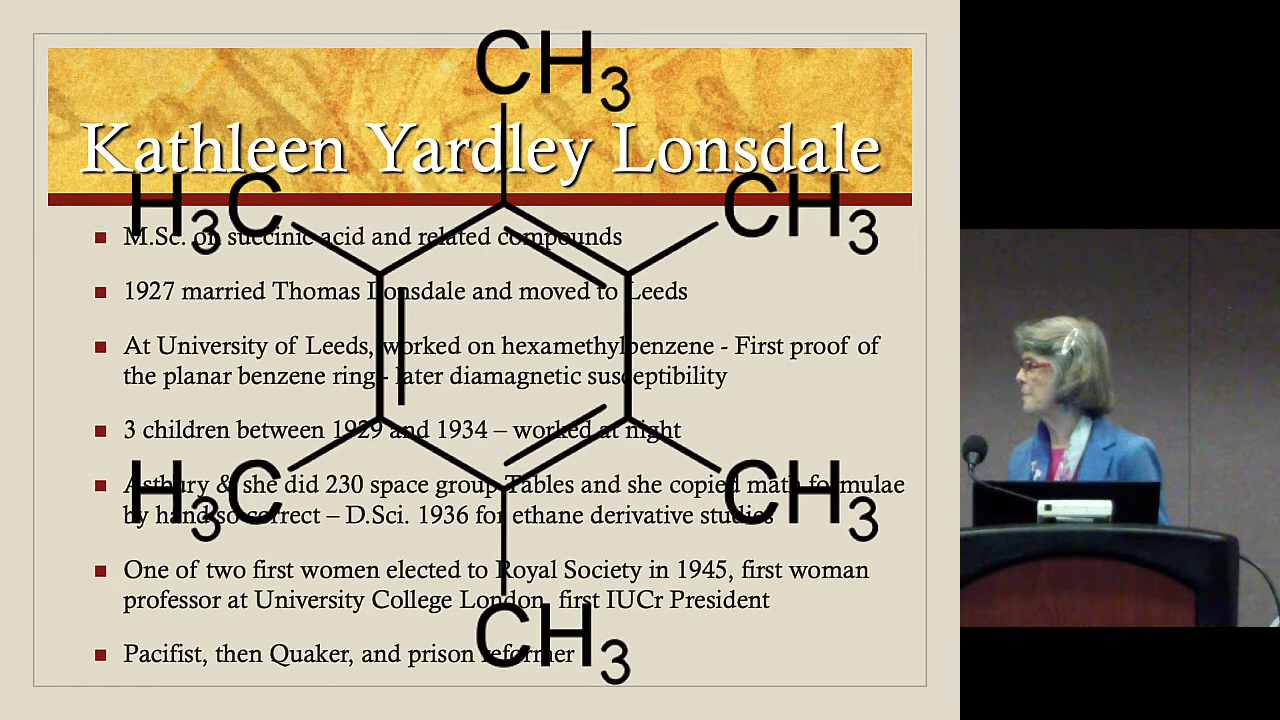 CH3
Kathleen Yardley Lonsdale
H3C
CH3
M.Sc. on succinic acid and related compounds
1927 married Thomas Lonsdale and moved to Leeds
At University of Leeds, worked on hexamethylbenzene - First proof of
the planar benzene ring - later diamagnetic susceptibility
3 children between 1929 and 1934 – worked at night
Astbury & she did 230 space group Tables and she copied math formulae
by hand so correct – D.Sci. 1936 for ethane derivative studies
H3C
CH3
One of two first women elected to Royal Society in 1945, first woman
professor at University College London, first IUCr President
CH3
Pacifist, then Quaker, and prison reformer